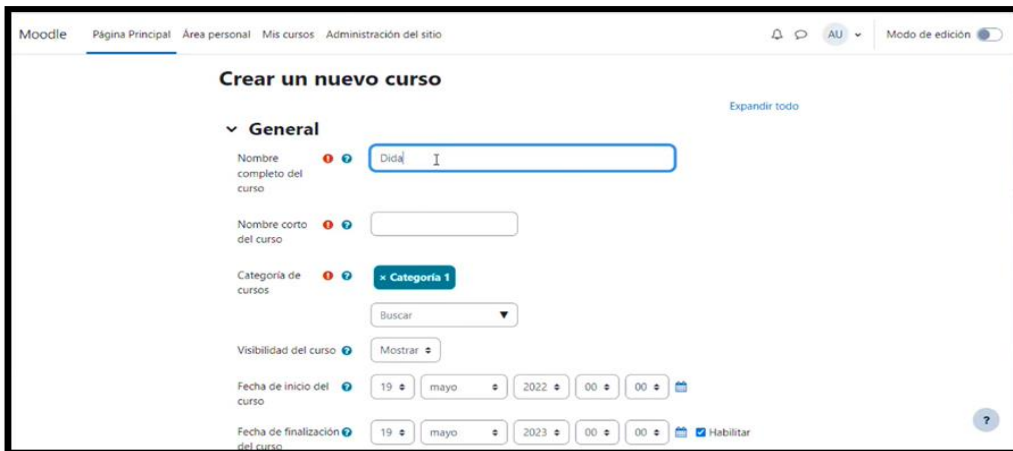 Moodle Página Principal Área personal Mis cursos Administración del sitio AU Modo de edición
Crear un nuevo curso
Expandir todo
General
Nombre completo del curso
Dida
Nombre corto del curso
Categoría de cursos
× Categoría 1
Buscar
Visibilidad del curso Mostrar
Fecha de inicio del curso 19 mayo 2022 00 00
Fecha de finalización del curso 19 mayo 2023 00 00 Habilitar
?